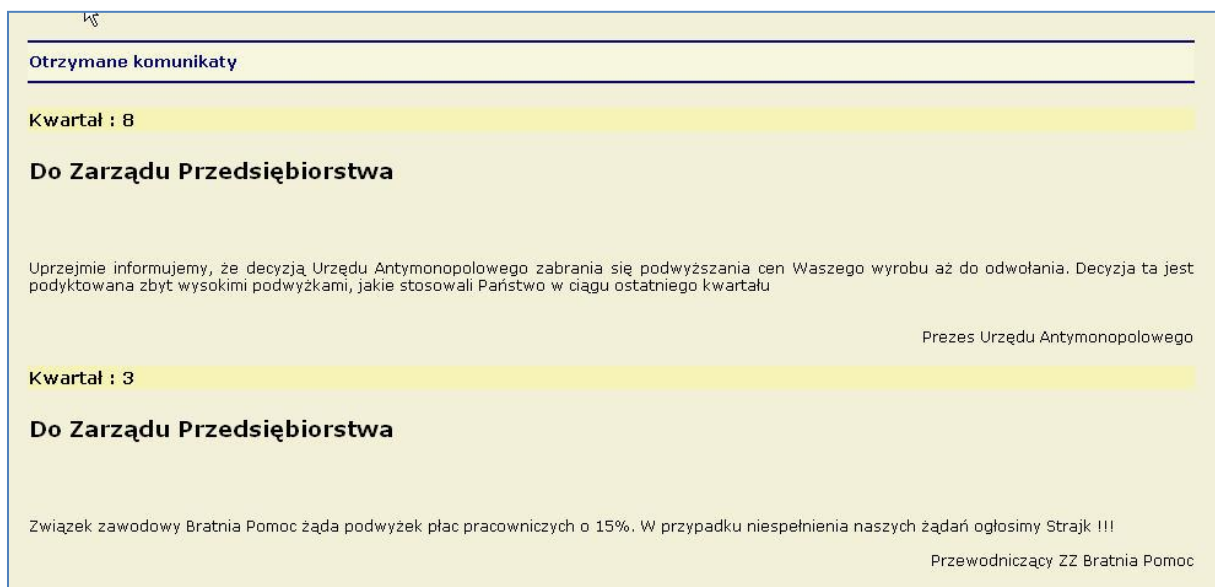 Otrzymane komunikaty
Kwartał : 8
Do Zarządu Przedsiębiorstwa
Uprzejmie informujemy, że decyzją Urzędu Antymonopolowego zabrania się podwyższania cen Waszego wyrobu aż do odwołania. Decyzja ta jest
podyktowana zbyt wysokimi podwyżkami, jakie stosowali Państwo w ciągu ostatniego kwartału
Prezes Urzędu Antymonopolowego
Kwartał : 3
Do Zarządu Przedsiębiorstwa
Związek zawodowy Bratnia Pomoc żąda podwyżek płac pracowniczych o 15%. W przypadku niespełnienia naszych żądań ogłosimy Strajk !!!
Przewodniczący ZZ Bratnia Pomoc